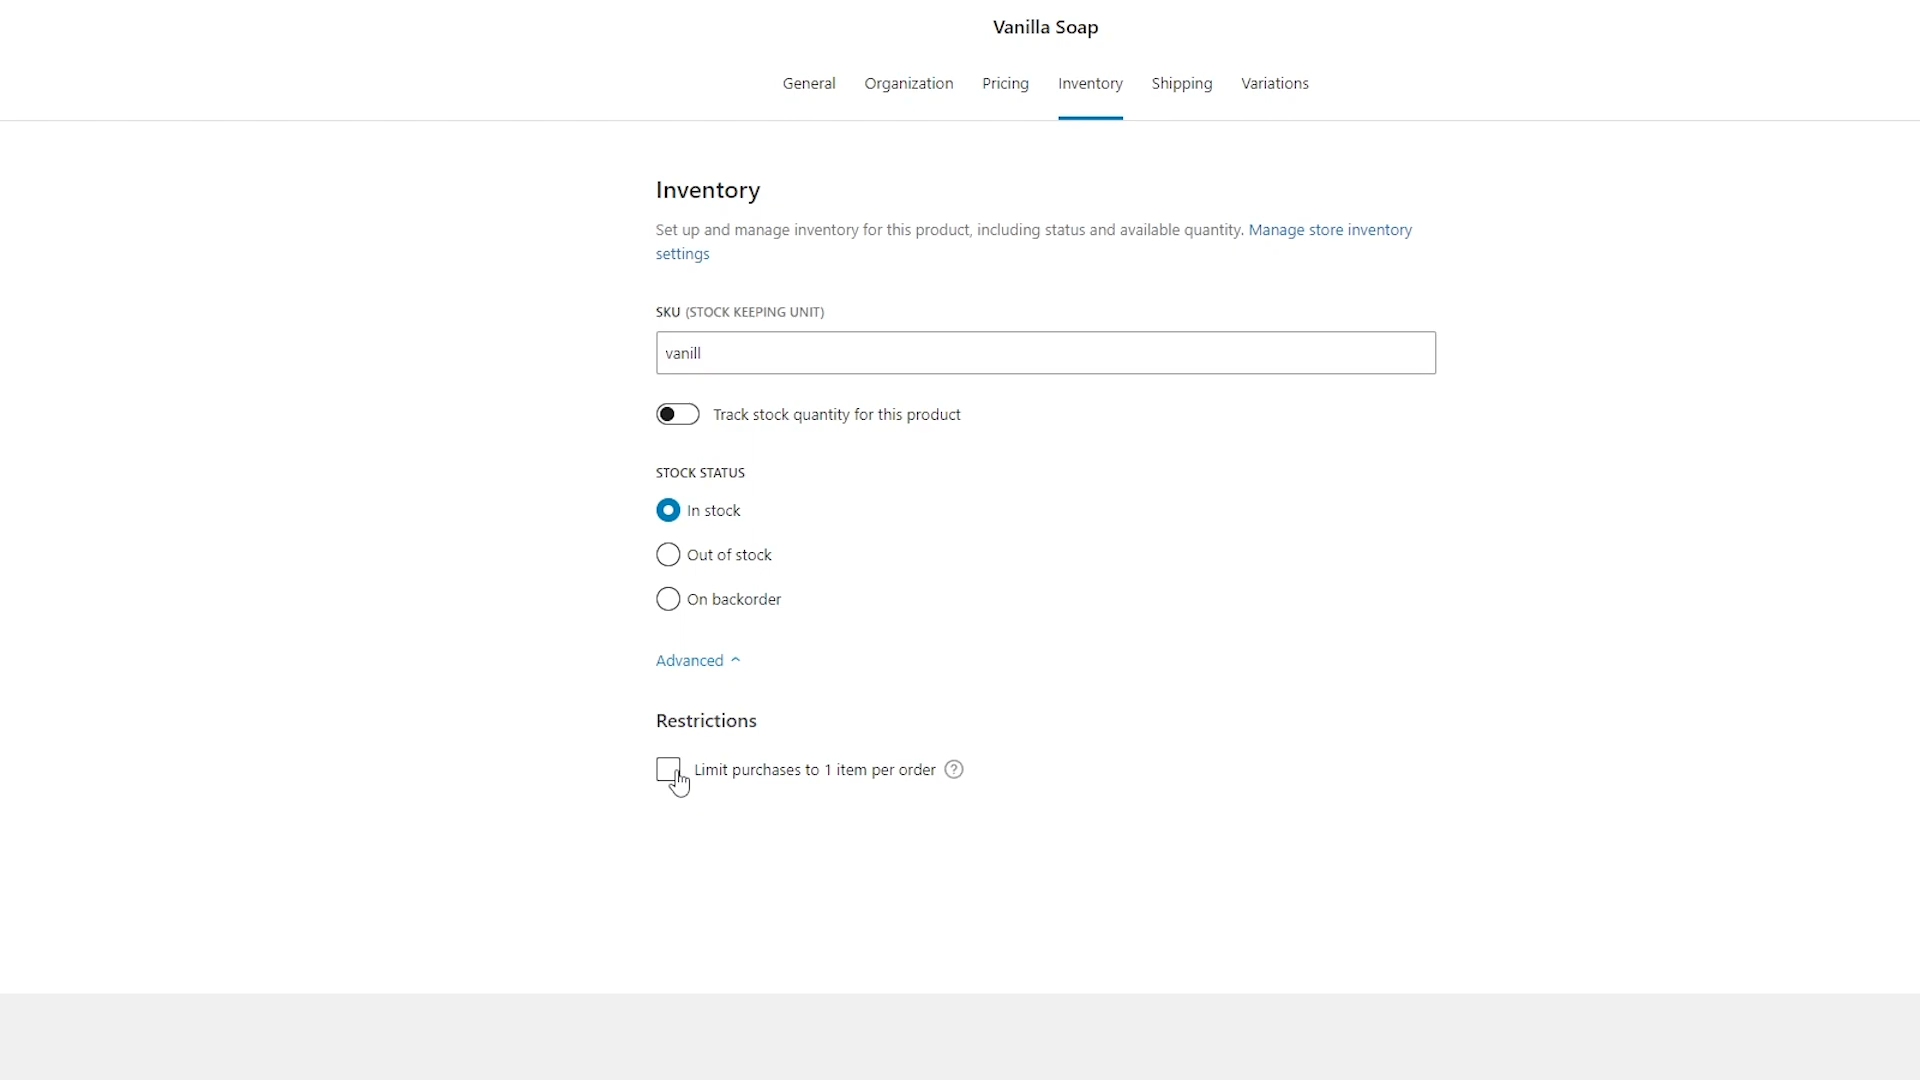 Vanilla Soap
General Organization Pricing Inventory Shipping Variations
Inventory
Set up and manage inventory for this product, including status and available quantity. Manage store inventory
settings
SKU (STOCK KEEPING UNIT)
vanill
Track stock quantity for this product
STOCK STATUS
In stock
Out of stock
On backorder
Advanced
Restrictions
Limit purchases to 1 item per order ?